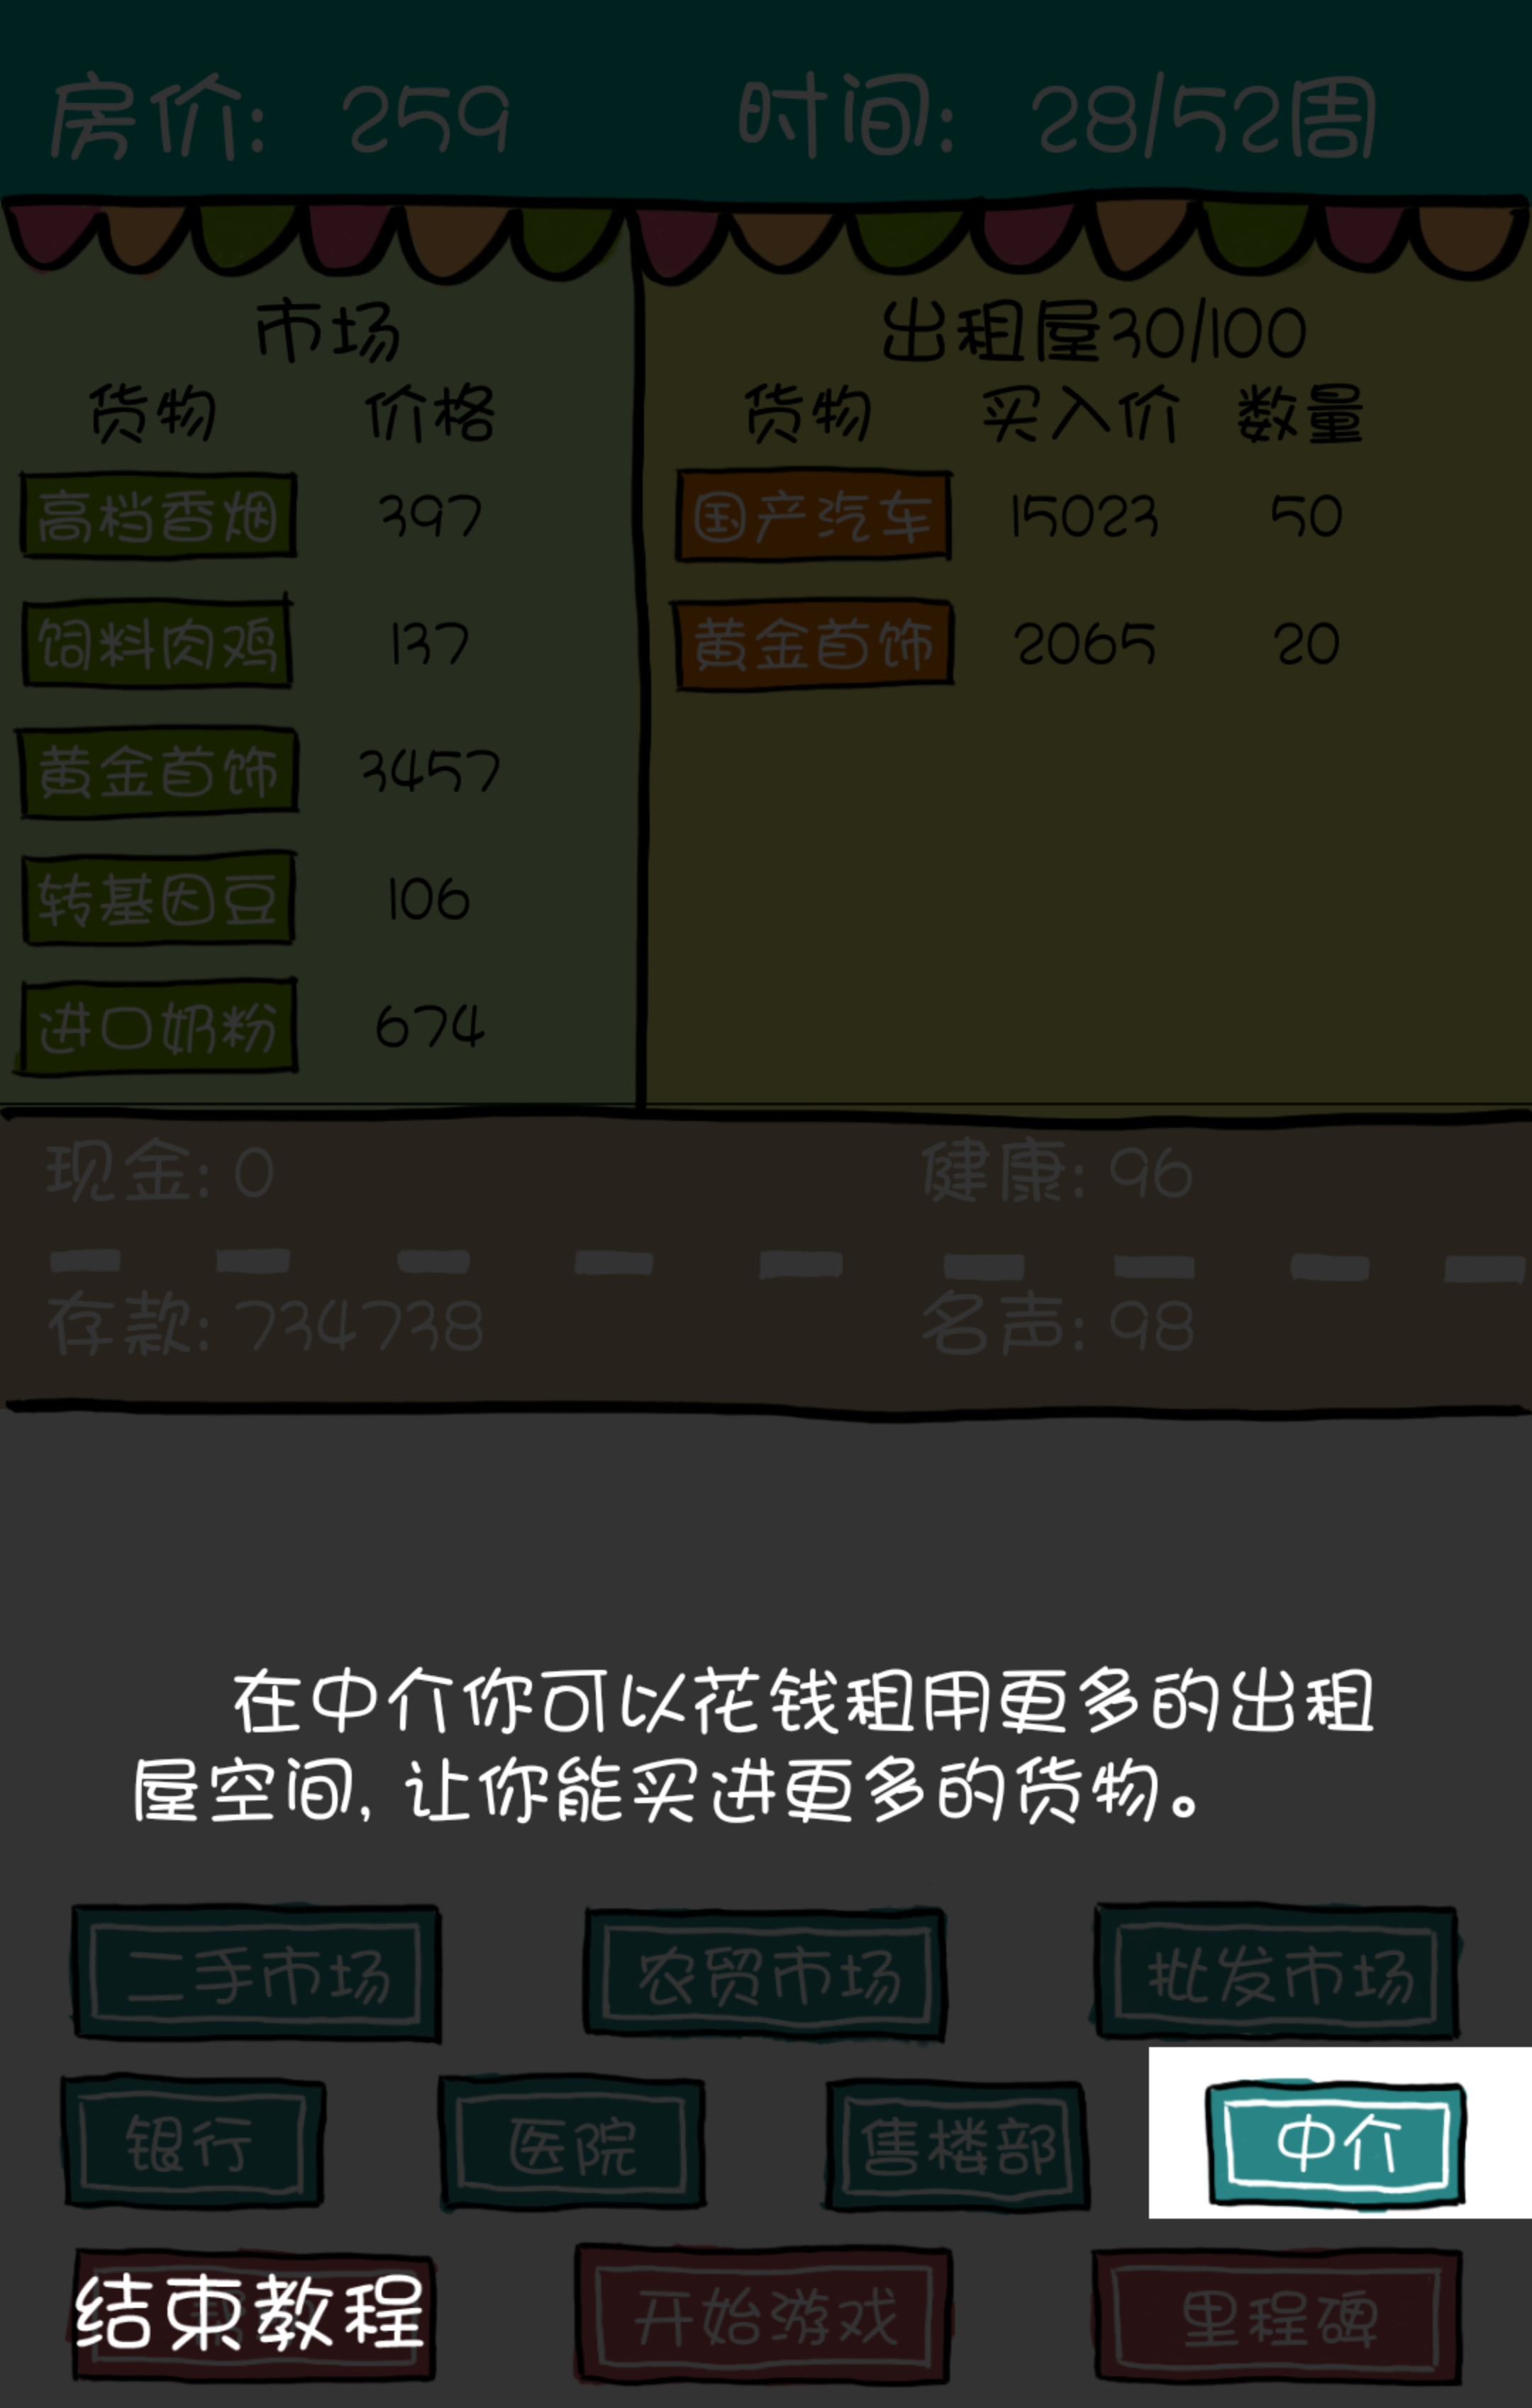 房价: 259 时间: 28/52周
市场 出租屋30/100
货物 价格 货物 买入价 数量
高档香烟 397 国产汽车 15023 50
饲料肉鸡 137 黄金首饰 2065 20
黄金首饰 3457
转基因豆 106
进口奶粉 674
现金: 0 健康: 96
存款: 734738 名声: 98
在中介你可以花钱租用更多的出租
屋空间,让你能买进更多的货物。
二手市场 农贸市场 批发市场
银行 医院 售楼部 中介
结束教程 开始游戏 里程碑